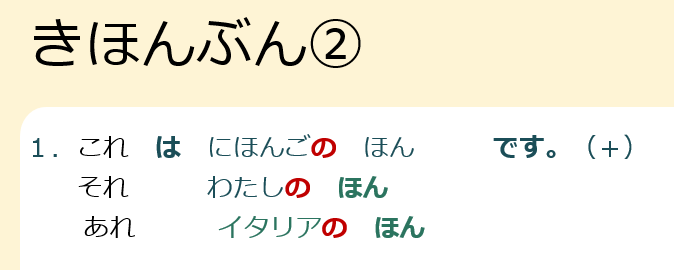 きほんぶん②
１．これ　は　にほんごの　ほん　　　です。（＋）
それ　　　わたしの　ほん
あれ　　　イタリアの　ほん